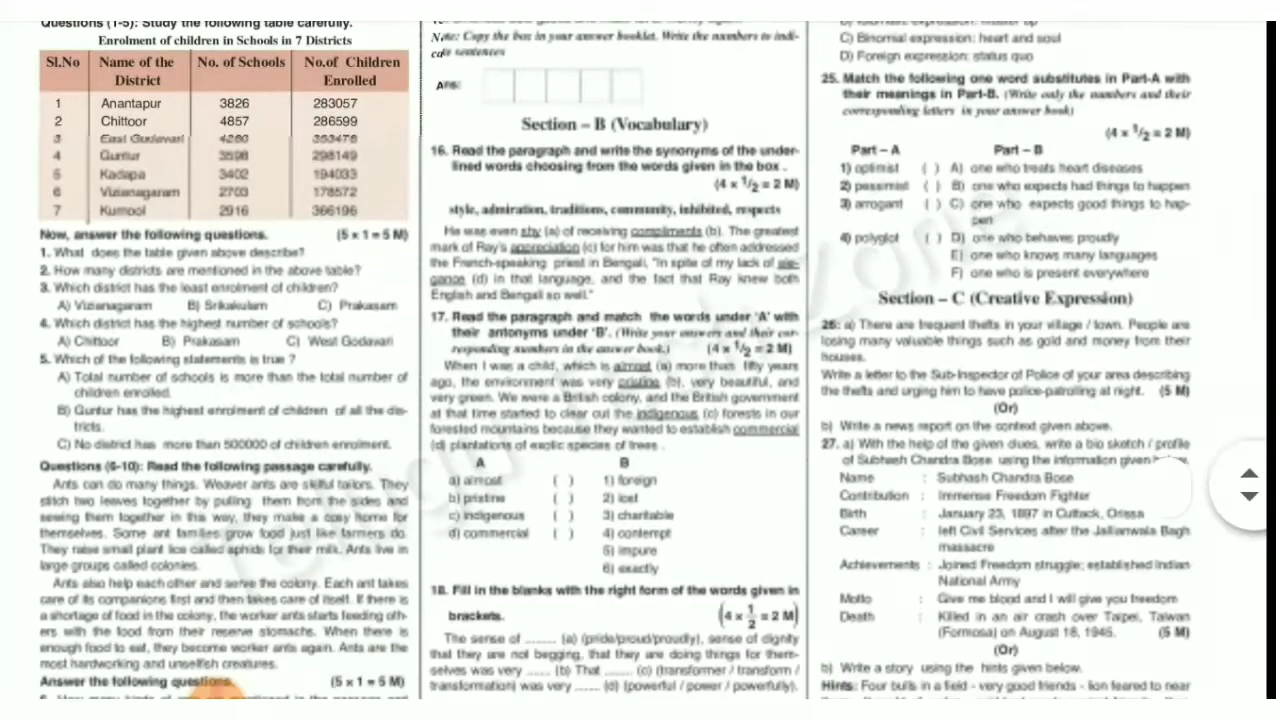 Questions (1-5): Study the following table carefully.
Enrolment of children in Schools in 7 Districts
Sl.No Name of the District No. of Schools No.of Children Enrolled
1 Anantapur 3826 283057
2 Chittoor 4857 286599
3 East Godavari 4280 353476
4 Guntur 3598 298149
5 Kadapa 3402 194033
6 Vizianagaram 2703 178572
7 Kurnool 2916 366196
Now, answer the following questions. (5 × 1 = 5 M)
1. What does the table given above describe?
2. How many districts are mentioned in the above table?
3. Which district has the least enrolment of children?
A) Vizianagaram B) Srikakulam C) Prakasam
4. Which district has the highest number of schools?
A) Chittoor B) Prakasam C) West Godavari
5. Which of the following statements is true ?
A) Total number of schools is more than the total number of
children enrolled.
B) Guntur has the highest enrolment of children of all the dis-
tricts.
C) No district has more than 500000 of children enrolment.
Questions (6-10): Read the following passage carefully.
Ants can do many things. Weaver ants are skilful tailors. They
stitch two leaves together by pulling them from the sides and
sewing them together in this way, they make a cosy home for
themselves. Some ant families grow food just like farmers do.
They raise small plant lice called aphids for their milk. Ants live in
large groups called colonies.
Ants also help each other and serve the colony. Each ant takes
care of its companions first and then takes care of itself. If there is
a shortage of food in the colony, the worker ants starts feeding oth-
ers with the food from their reserve stomachs. When there is
enough food to eat, they become worker ants again. Ants are the
most hardworking and unselfish creatures.
Answer the following questions. (5 × 1 = 5 M)
Note: Copy the box in your answer booklet. Write the numbers to indi-
cate sentences
Ans:
Section – B (Vocabulary)
16. Read the paragraph and write the synonyms of the under-
lined words choosing from the words given in the box .
(4 × 1/2 = 2 M)
style, admiration, traditions, community, inhibited, respects
He was even shy (a) of receiving compliments (b). The greatest
mark of Ray's appreciation (c) for him was that he often addressed
the French-speaking priest in Bengali, "In spite of my lack of ele-
gance (d) in that language, and the fact that Ray knew both
English and Bengali so well."
17. Read the paragraph and match the words under 'A' with
their antonyms under 'B'. (Write your answers and their cor-
responding numbers in the answer book.) (4 × 1/2 = 2 M)
When I was a child, which is almost (a) more than fifty years
ago, the environment was very pristine (b), very beautiful, and
very green. We were a British colony, and the British government
at that time started to clear out the indigenous (c) forests in our
forested mountains because they wanted to establish commercial
(d) plantations of exotic species of trees .
A B
a) almost ( ) 1) foreign
b) pristine ( ) 2) lost
c) indigenous ( ) 3) charitable
d) commercial ( ) 4) contempt
5) impure
6) exactly
18. Fill in the blanks with the right form of the words given in
brackets. (4 × 1/2 = 2 M)
The sense of ....... (a) (pride/proud/proudly), sense of dignity
that they are not begging, that they are doing things for them-
selves was very ...... (b) That ...... (c) (transformer / transform /
transformation) was very ...... (d) (powerful / power / powerfully).
C) Binomial expression: heart and soul
D) Foreign expression: status quo
25. Match the following one word substitutes in Part-A with
their meanings in Part-B. (Write only the numbers and their
corresponding letters in your answer book)
(4 × 1/2 = 2 M)
Part – A Part – B
1) optimist ( ) A) one who treats heart diseases
2) pessimist ( ) B) one who expects had things to happen
3) arrogant ( ) C) one who expects good things to hap-
pen
4) polyglot ( ) D) one who behaves proudly
E) one who knows many languages
F) one who is present everywhere
Section – C (Creative Expression)
26: a) There are frequent thefts in your village / town. People are
losing many valuable things such as gold and money from their
houses.
Write a letter to the Sub-Inspector of Police of your area describing
the thefts and urging him to have police-patrolling at night. (5 M)
(Or)
b) Write a news report on the context given above.
27. a) With the help of the given clues, write a bio sketch / profile
of Subhash Chandra Bose using the information given
Name : Subhash Chandra Bose
Contribution : Immense Freedom Fighter
Birth : January 23, 1897 in Cuttack, Orissa
Career : left Civil Services after the Jallianwala Bagh
massacre
Achievements : Joined Freedom struggle; established Indian
National Army
Motto : Give me blood and I will give you freedom
Death : Killed in an air crash over Taipei, Taiwan
(Formosa) on August 18, 1945. (5 M)
(Or)
b) Write a story using the hints given below.
Hints: Four bulls in a field - very good friends - lion feared to near